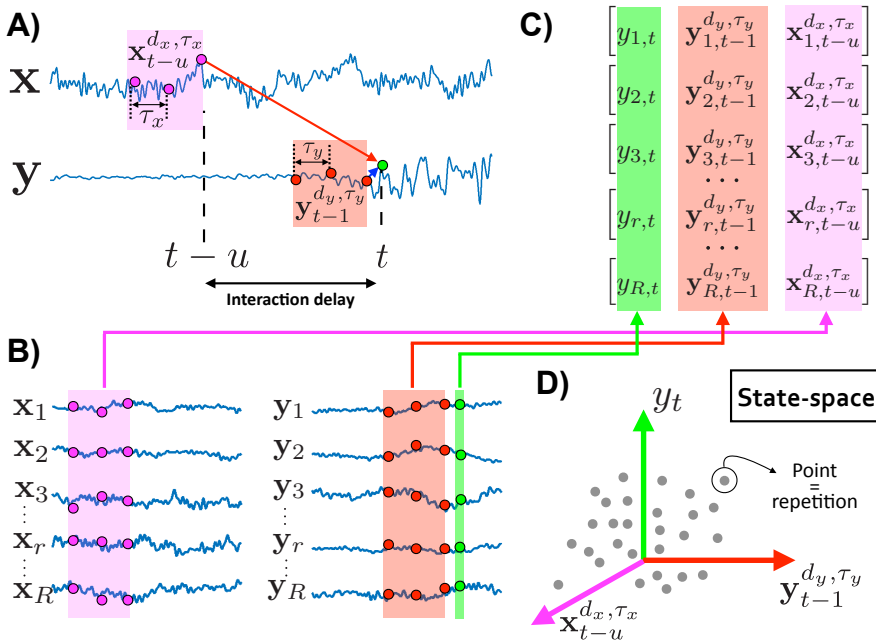 A)
x
x_{t-u}^{d_x,τ_x}
τ_x
y
τ_y
y_{t-1}^{d_y,τ_y}
t − u
t
Interaction delay
B)
x_1
x_2
x_3
⋮
x_r
⋮
x_R
y_1
y_2
y_3
⋮
y_r
⋮
y_R
C)
y_{1,t} y_{1,t-1}^{d_y,τ_y} x_{1,t-u}^{d_x,τ_x}
y_{2,t} y_{2,t-1}^{d_y,τ_y} x_{2,t-u}^{d_x,τ_x}
y_{3,t} y_{3,t-1}^{d_y,τ_y} x_{3,t-u}^{d_x,τ_x}
...
y_{r,t} y_{r,t-1}^{d_y,τ_y} x_{r,t-u}^{d_x,τ_x}
...
y_{R,t} y_{R,t-1}^{d_y,τ_y} x_{R,t-u}^{d_x,τ_x}
D)
State-space
y_t
Point
=
repetition
y_{t-1}^{d_y,τ_y}
x_{t-u}^{d_x,τ_x}